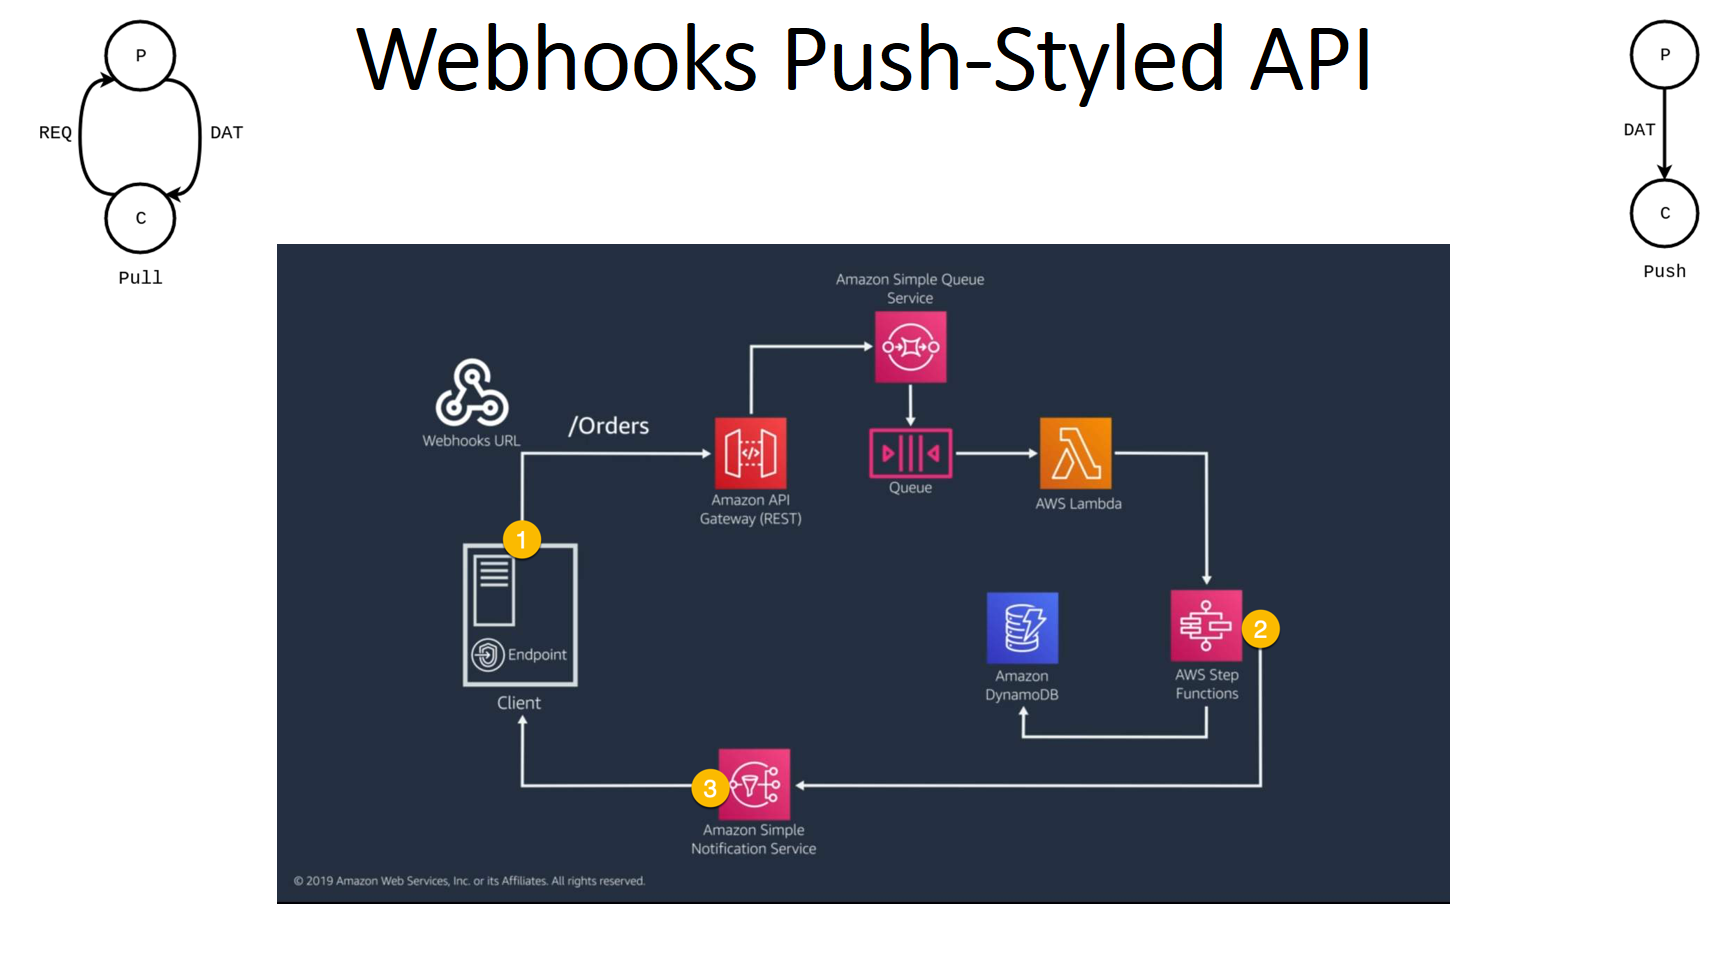 Webhooks Push-Styled API
P
REQ
DAT
C
Pull
P
DAT
C
Push
Amazon Simple Queue
Service
Webhooks URL
/Orders
Amazon API
Gateway (REST)
Queue
AWS Lambda
1
Endpoint
Client
Amazon
DynamoDB
AWS Step
Functions
2
3
Amazon Simple
Notification Service
© 2019 Amazon Web Services, Inc. or its Affiliates. All rights reserved.